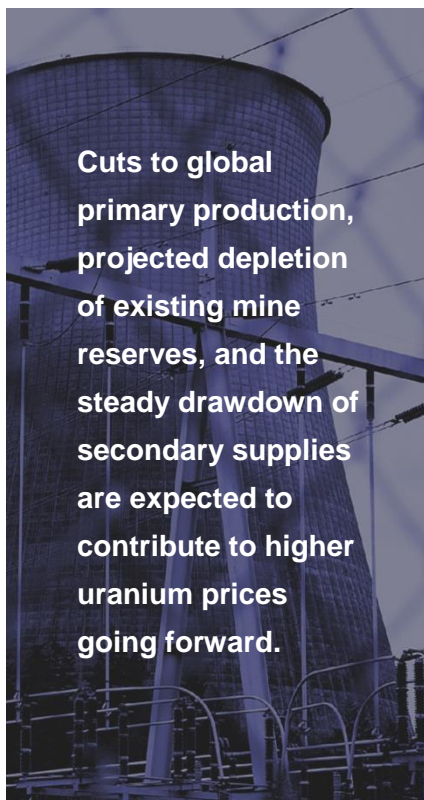 Cuts to global
primary production,
projected depletion
of existing mine
reserves, and the
steady drawdown of
secondary supplies
are expected to
contribute to higher
uranium prices
going forward.